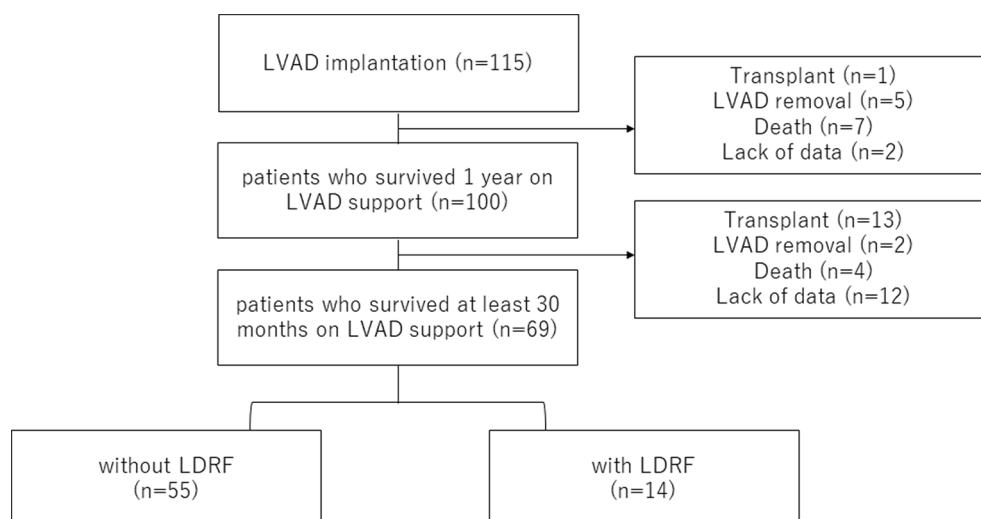 LVAD implantation (n=115)
Transplant (n=1)
LVAD removal (n=5)
Death (n=7)
Lack of data (n=2)
patients who survived 1 year on
LVAD support (n=100)
Transplant (n=13)
LVAD removal (n=2)
Death (n=4)
Lack of data (n=12)
patients who survived at least 30
months on LVAD support (n=69)
without LDRF
(n=55)
with LDRF
(n=14)